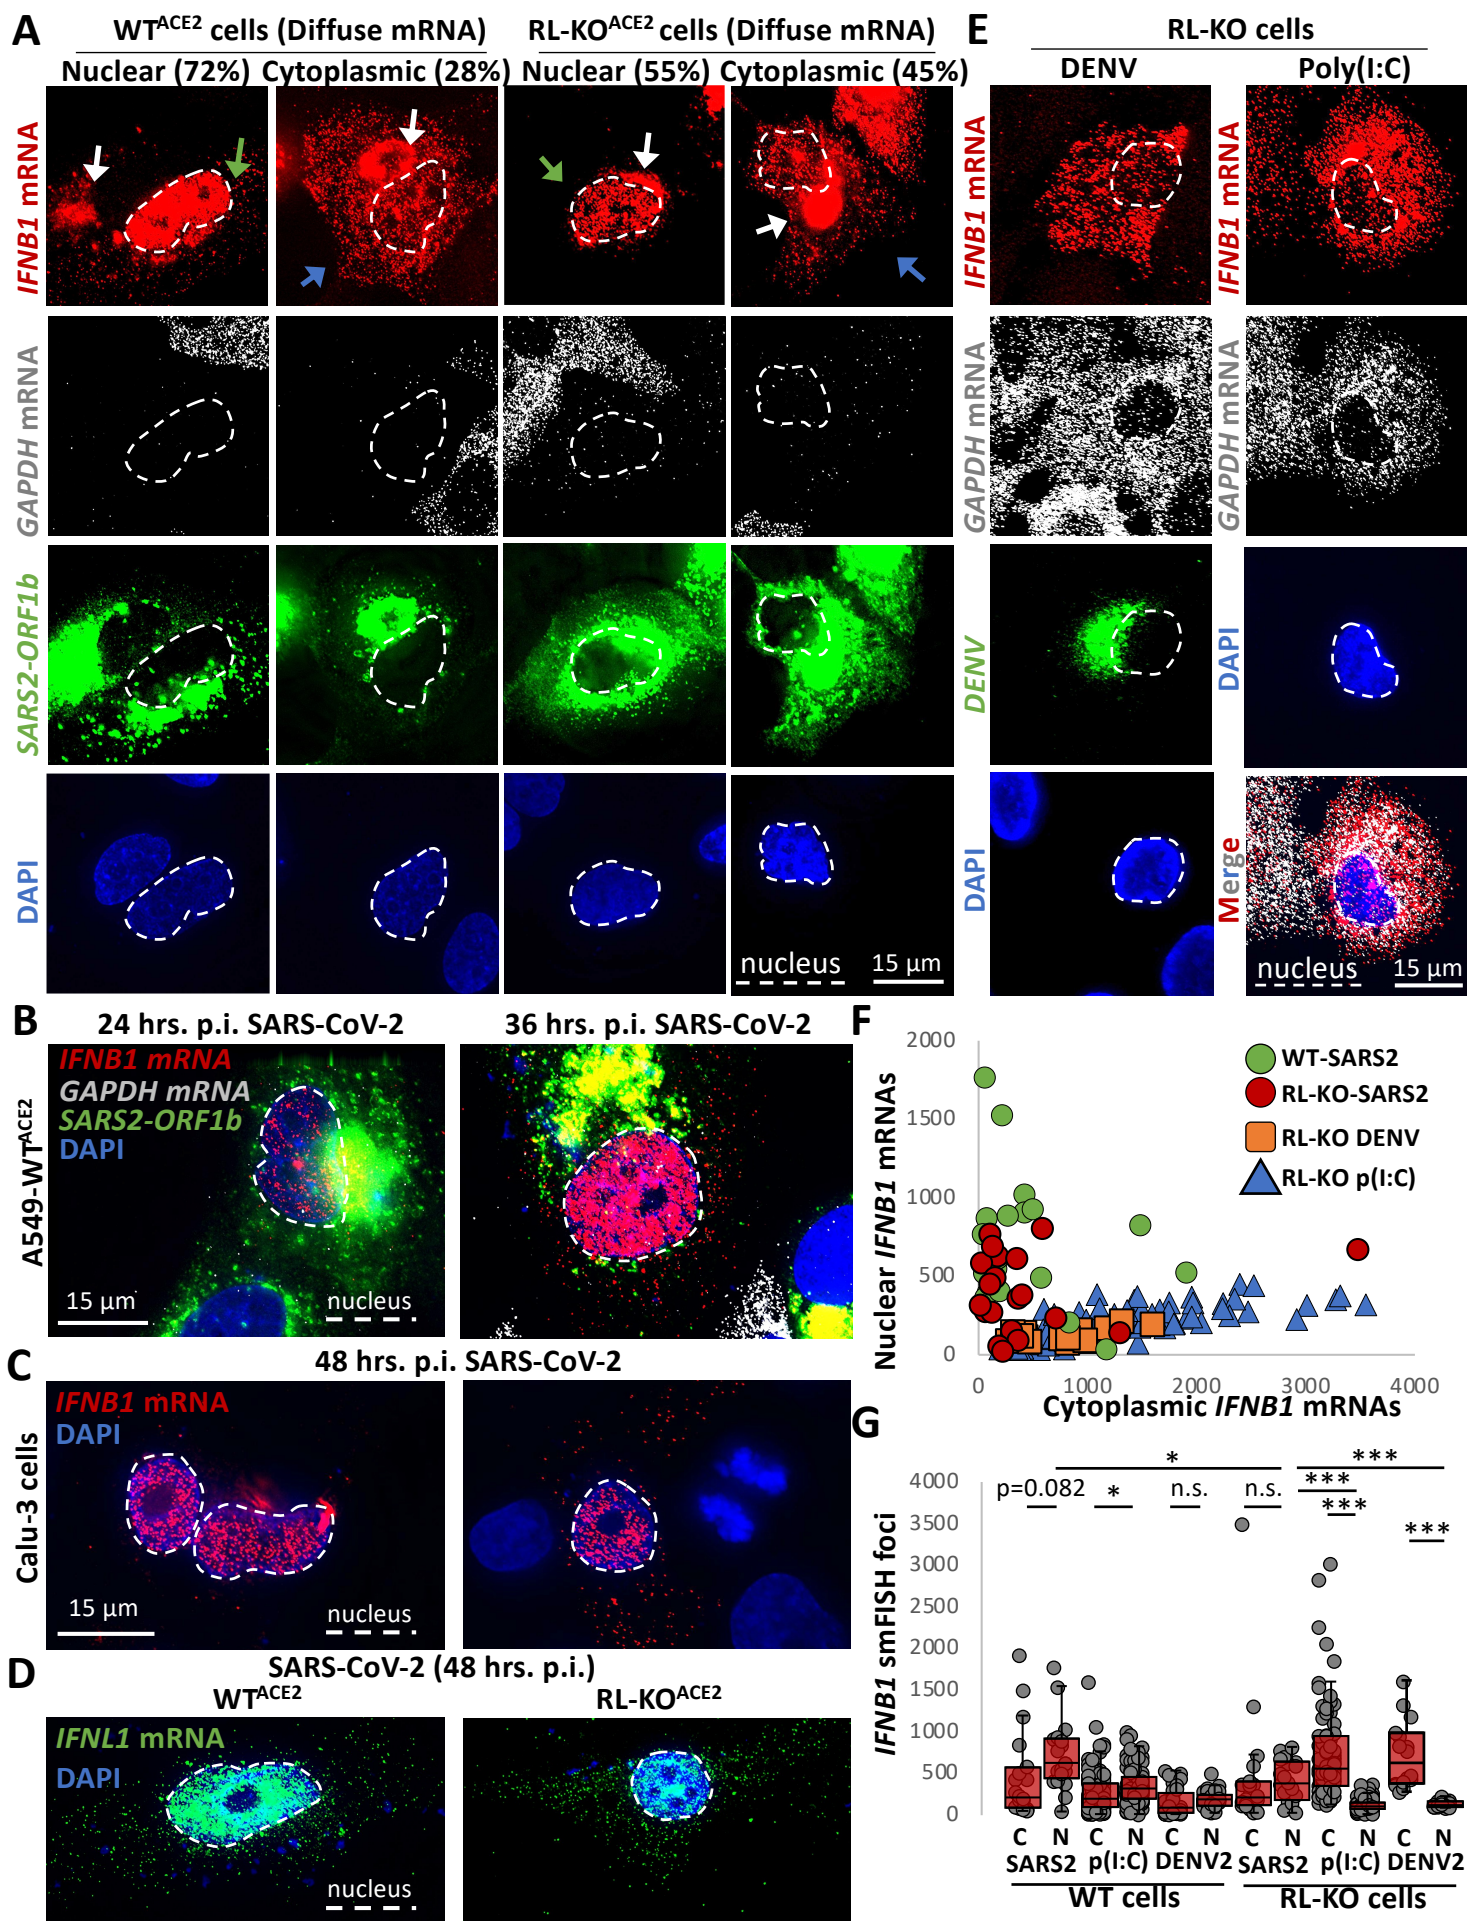 A
WTACE2 cells (Diffuse mRNA)
RL-KOACE2 cells (Diffuse mRNA)
Nuclear (72%)
Cytoplasmic (28%)
Nuclear (55%)
Cytoplasmic (45%)
IFNB1 mRNA
GAPDH mRNA
SARS2-ORF1b
DAPI
nucleus
15 µm
E
RL-KO cells
DENV
Poly(I:C)
IFNB1 mRNA
IFNB1 mRNA
GAPDH mRNA
GAPDH mRNA
DENV
DAPI
DAPI
Merge
nucleus
15 µm
B
24 hrs. p.i. SARS-CoV-2
36 hrs. p.i. SARS-CoV-2
A549-WTACE2
IFNB1 mRNA
GAPDH mRNA
SARS2-ORF1b
DAPI
15 µm
nucleus
C
48 hrs. p.i. SARS-CoV-2
Calu-3 cells
IFNB1 mRNA
DAPI
15 µm
nucleus
D
SARS-CoV-2 (48 hrs. p.i.)
WTACE2
RL-KOACE2
IFNL1 mRNA
DAPI
nucleus
F
Nuclear IFNB1 mRNAs
2000
1500
1000
500
0
WT-SARS2
RL-KO-SARS2
RL-KO DENV
RL-KO p(I:C)
0 1000 2000 3000 4000
Cytoplasmic IFNB1 mRNAs
G
IFNB1 smFISH foci
4000
3500
3000
2500
2000
1500
1000
500
0
*
***
p=0.082
*
n.s.
n.s.
***
***
***
C N C N C N C N C N C N
SARS2 p(I:C) DENV2 SARS2 p(I:C) DENV2
WT cells
RL-KO cells